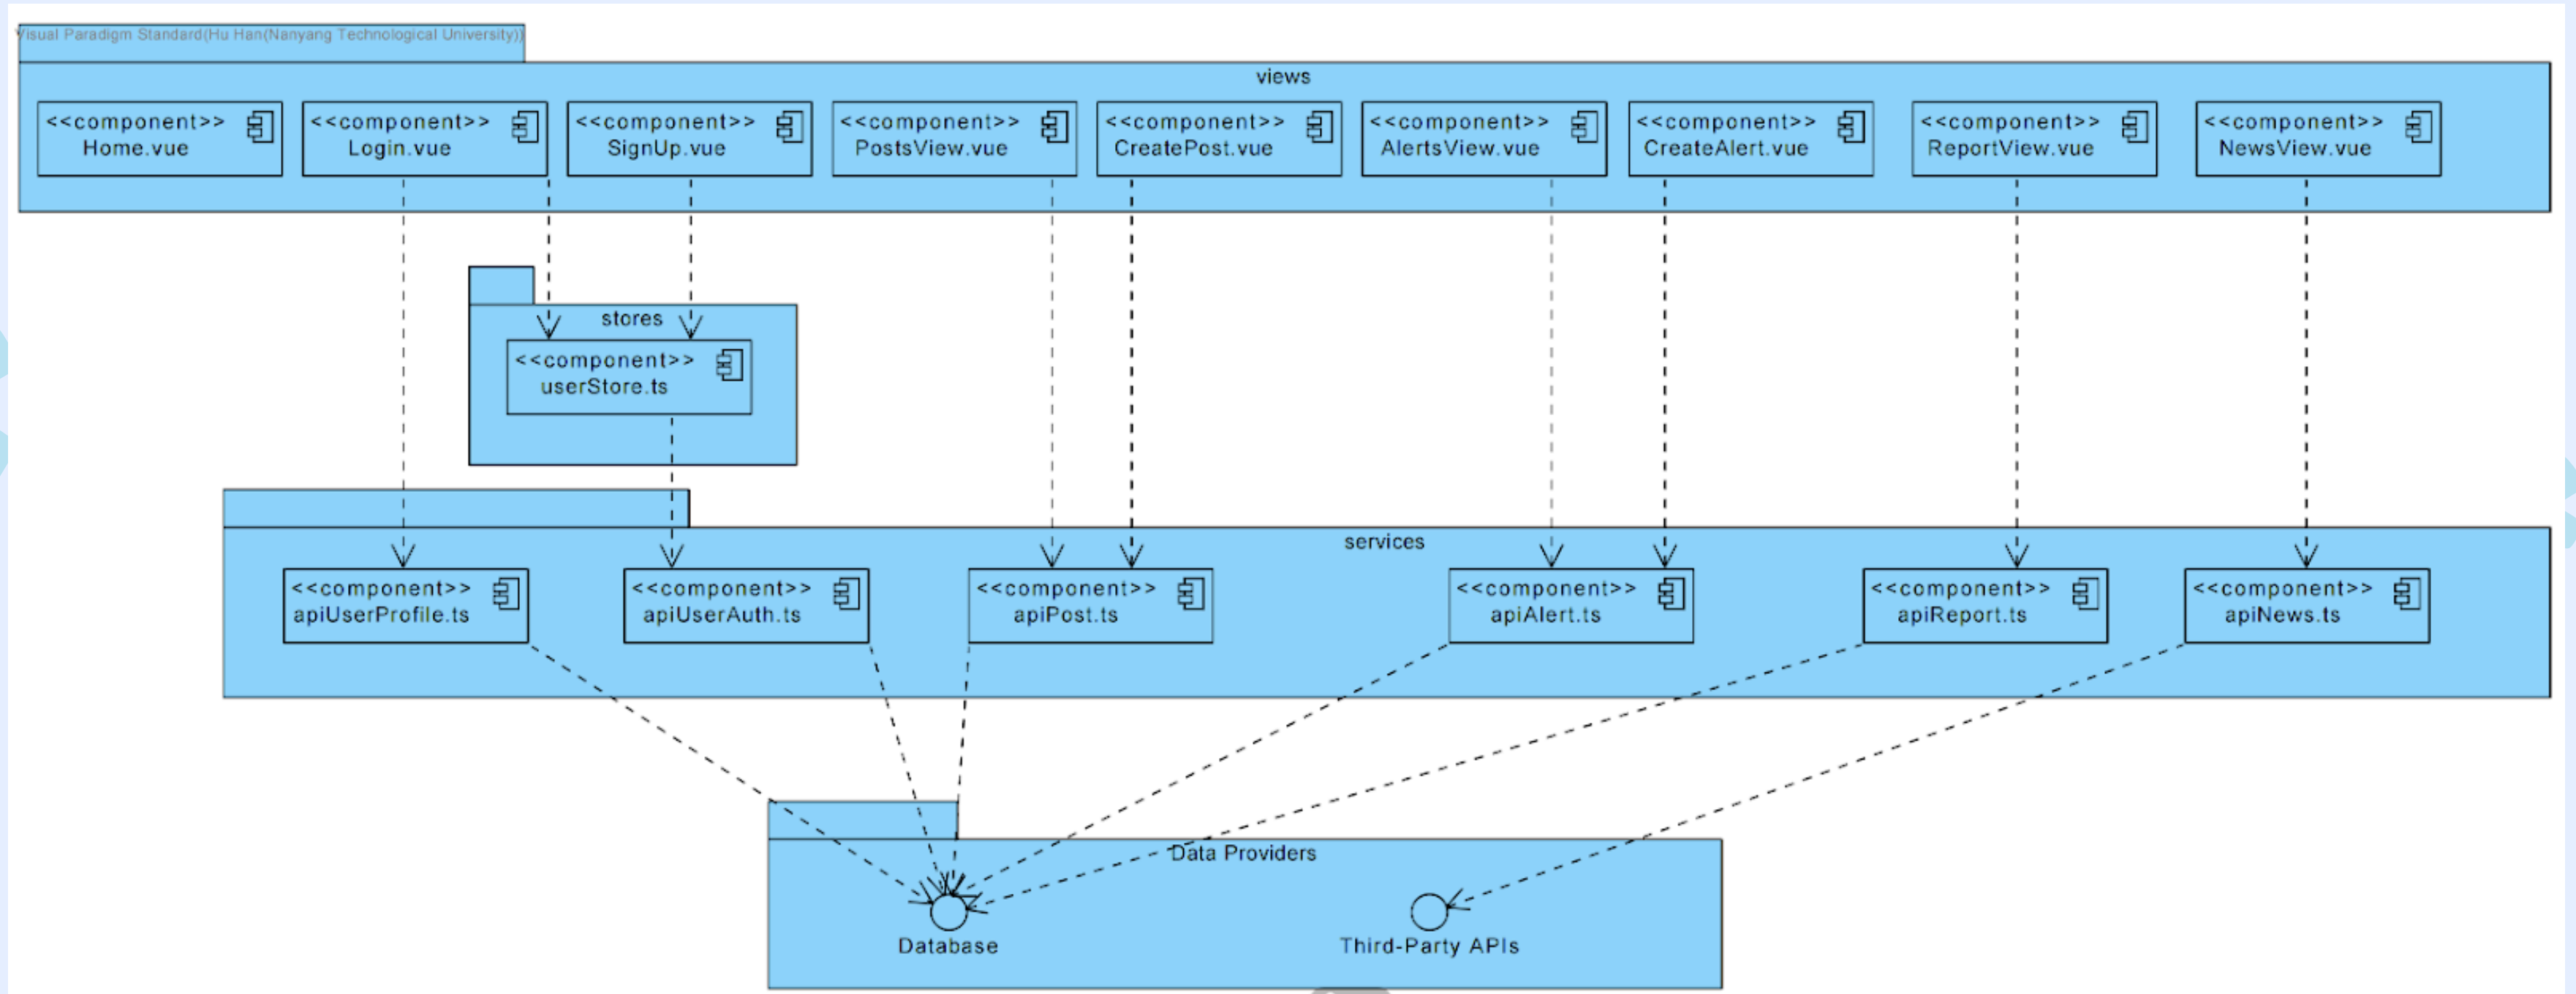 Visual Paradigm Standard(Hu Han(Nanyang Technological University))
views
<<component>>
Home.vue
<<component>>
Login.vue
<<component>>
SignUp.vue
<<component>>
PostsView.vue
<<component>>
CreatePost.vue
<<component>>
AlertsView.vue
<<component>>
CreateAlert.vue
<<component>>
ReportView.vue
<<component>>
NewsView.vue
stores
<<component>>
userStore.ts
services
<<component>>
apiUserProfile.ts
<<component>>
apiUserAuth.ts
<<component>>
apiPost.ts
<<component>>
apiAlert.ts
<<component>>
apiReport.ts
<<component>>
apiNews.ts
Data Providers
Database
Third-Party APIs